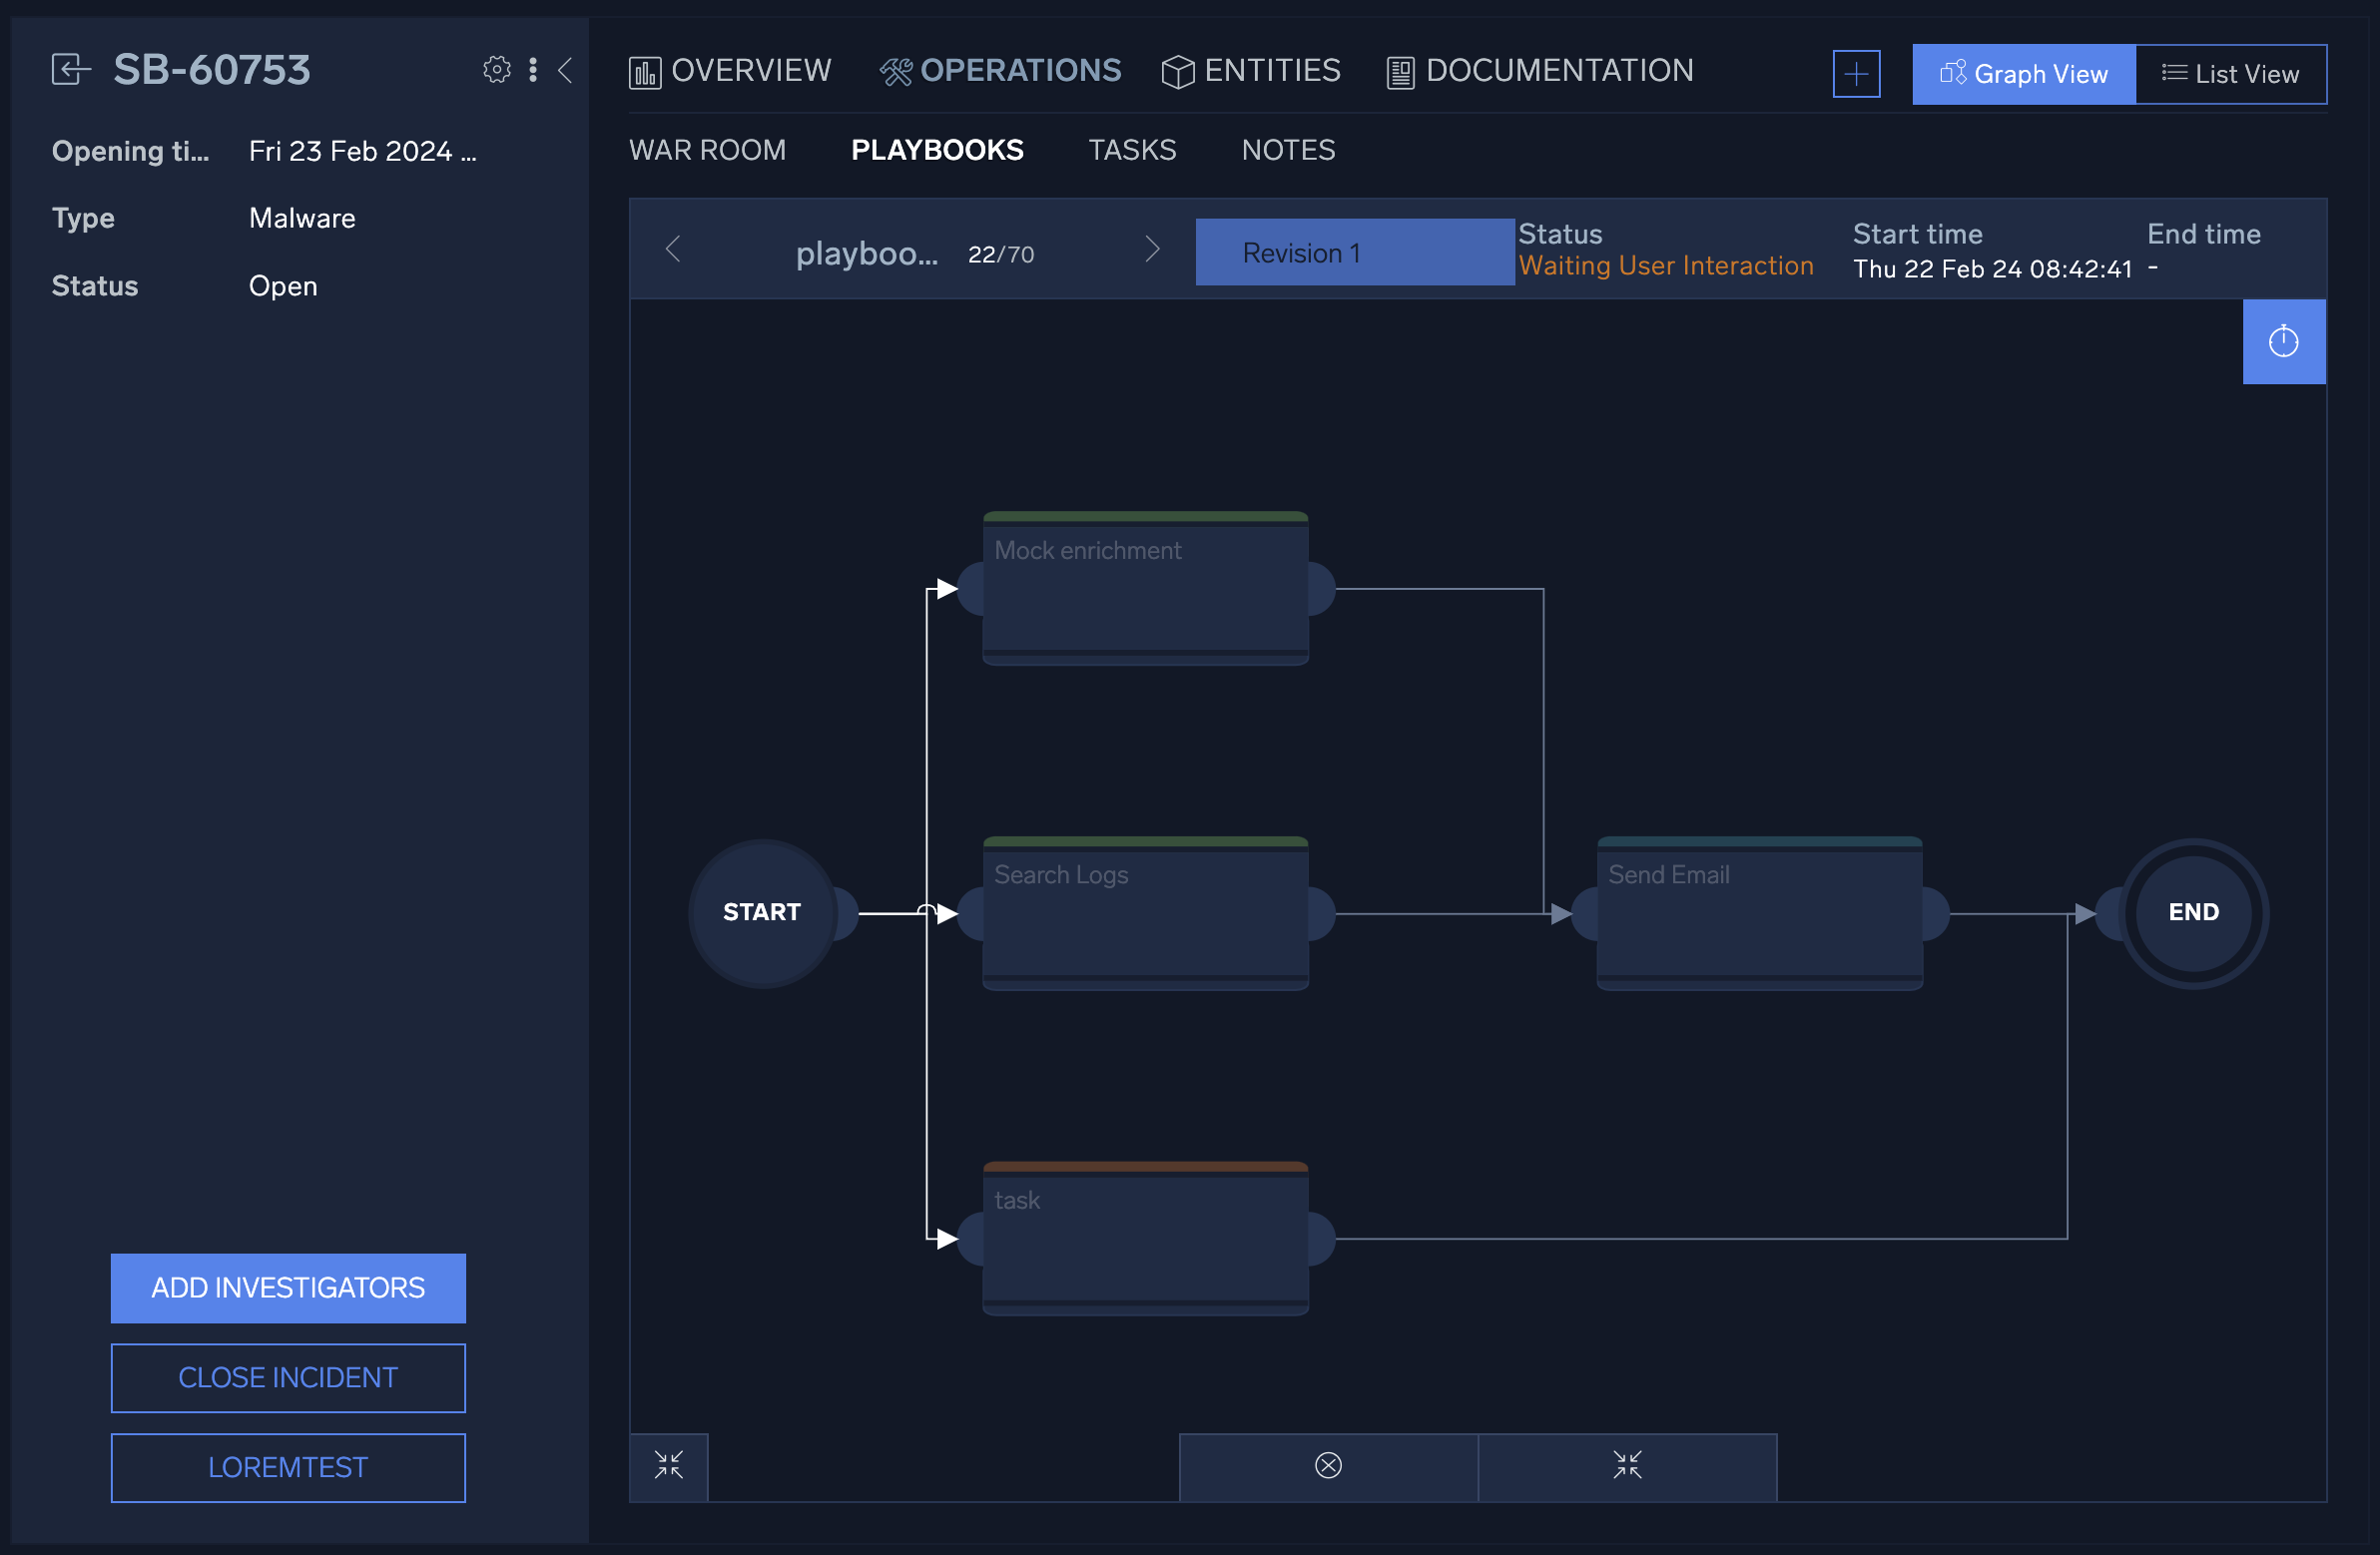 SB-60753
Opening ti... Fri 23 Feb 2024 ...
Type Malware
Status Open
ADD INVESTIGATORS
CLOSE INCIDENT
LOREMTEST
OVERVIEW OPERATIONS ENTITIES DOCUMENTATION
Graph View List View
WAR ROOM PLAYBOOKS TASKS NOTES
playboo... 22/70
Revision 1
Status
Waiting User Interaction
Start time
Thu 22 Feb 24 08:42:41
End time
-
Mock enrichment
START
Search Logs
Send Email
END
task